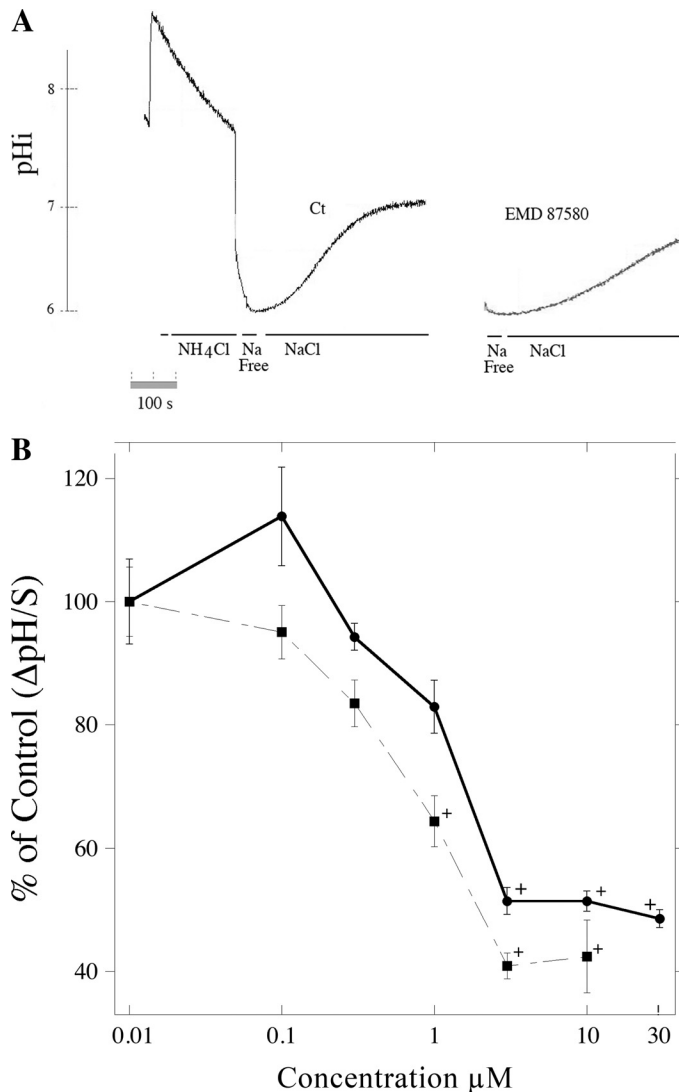 A
8
pHi
7
6
Ct
EMD 87580
NH4Cl
Na
Free
NaCl
Na
Free
NaCl
100 s
B
120
100
80
60
40
% of Control (ΔpH/S)
+
+
+
+
+
+
0.01
0.1
1
10
30
Concentration µM